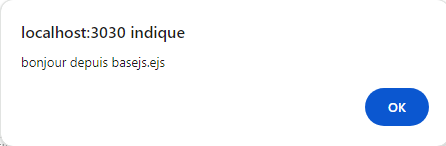 localhost:3030 indique
bonjour depuis basejs.ejs
OK